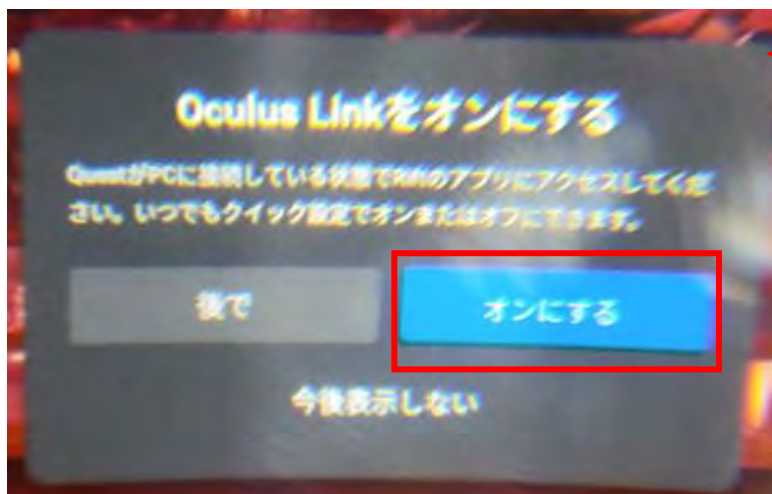 Oculus Linkをオンにする
QuestがPCに接続している状態でRiftのアプリにアクセスしてくだ
さい。いつでもクイック設定でオンまたはオフにできます。
後で
オンにする
今後表示しない